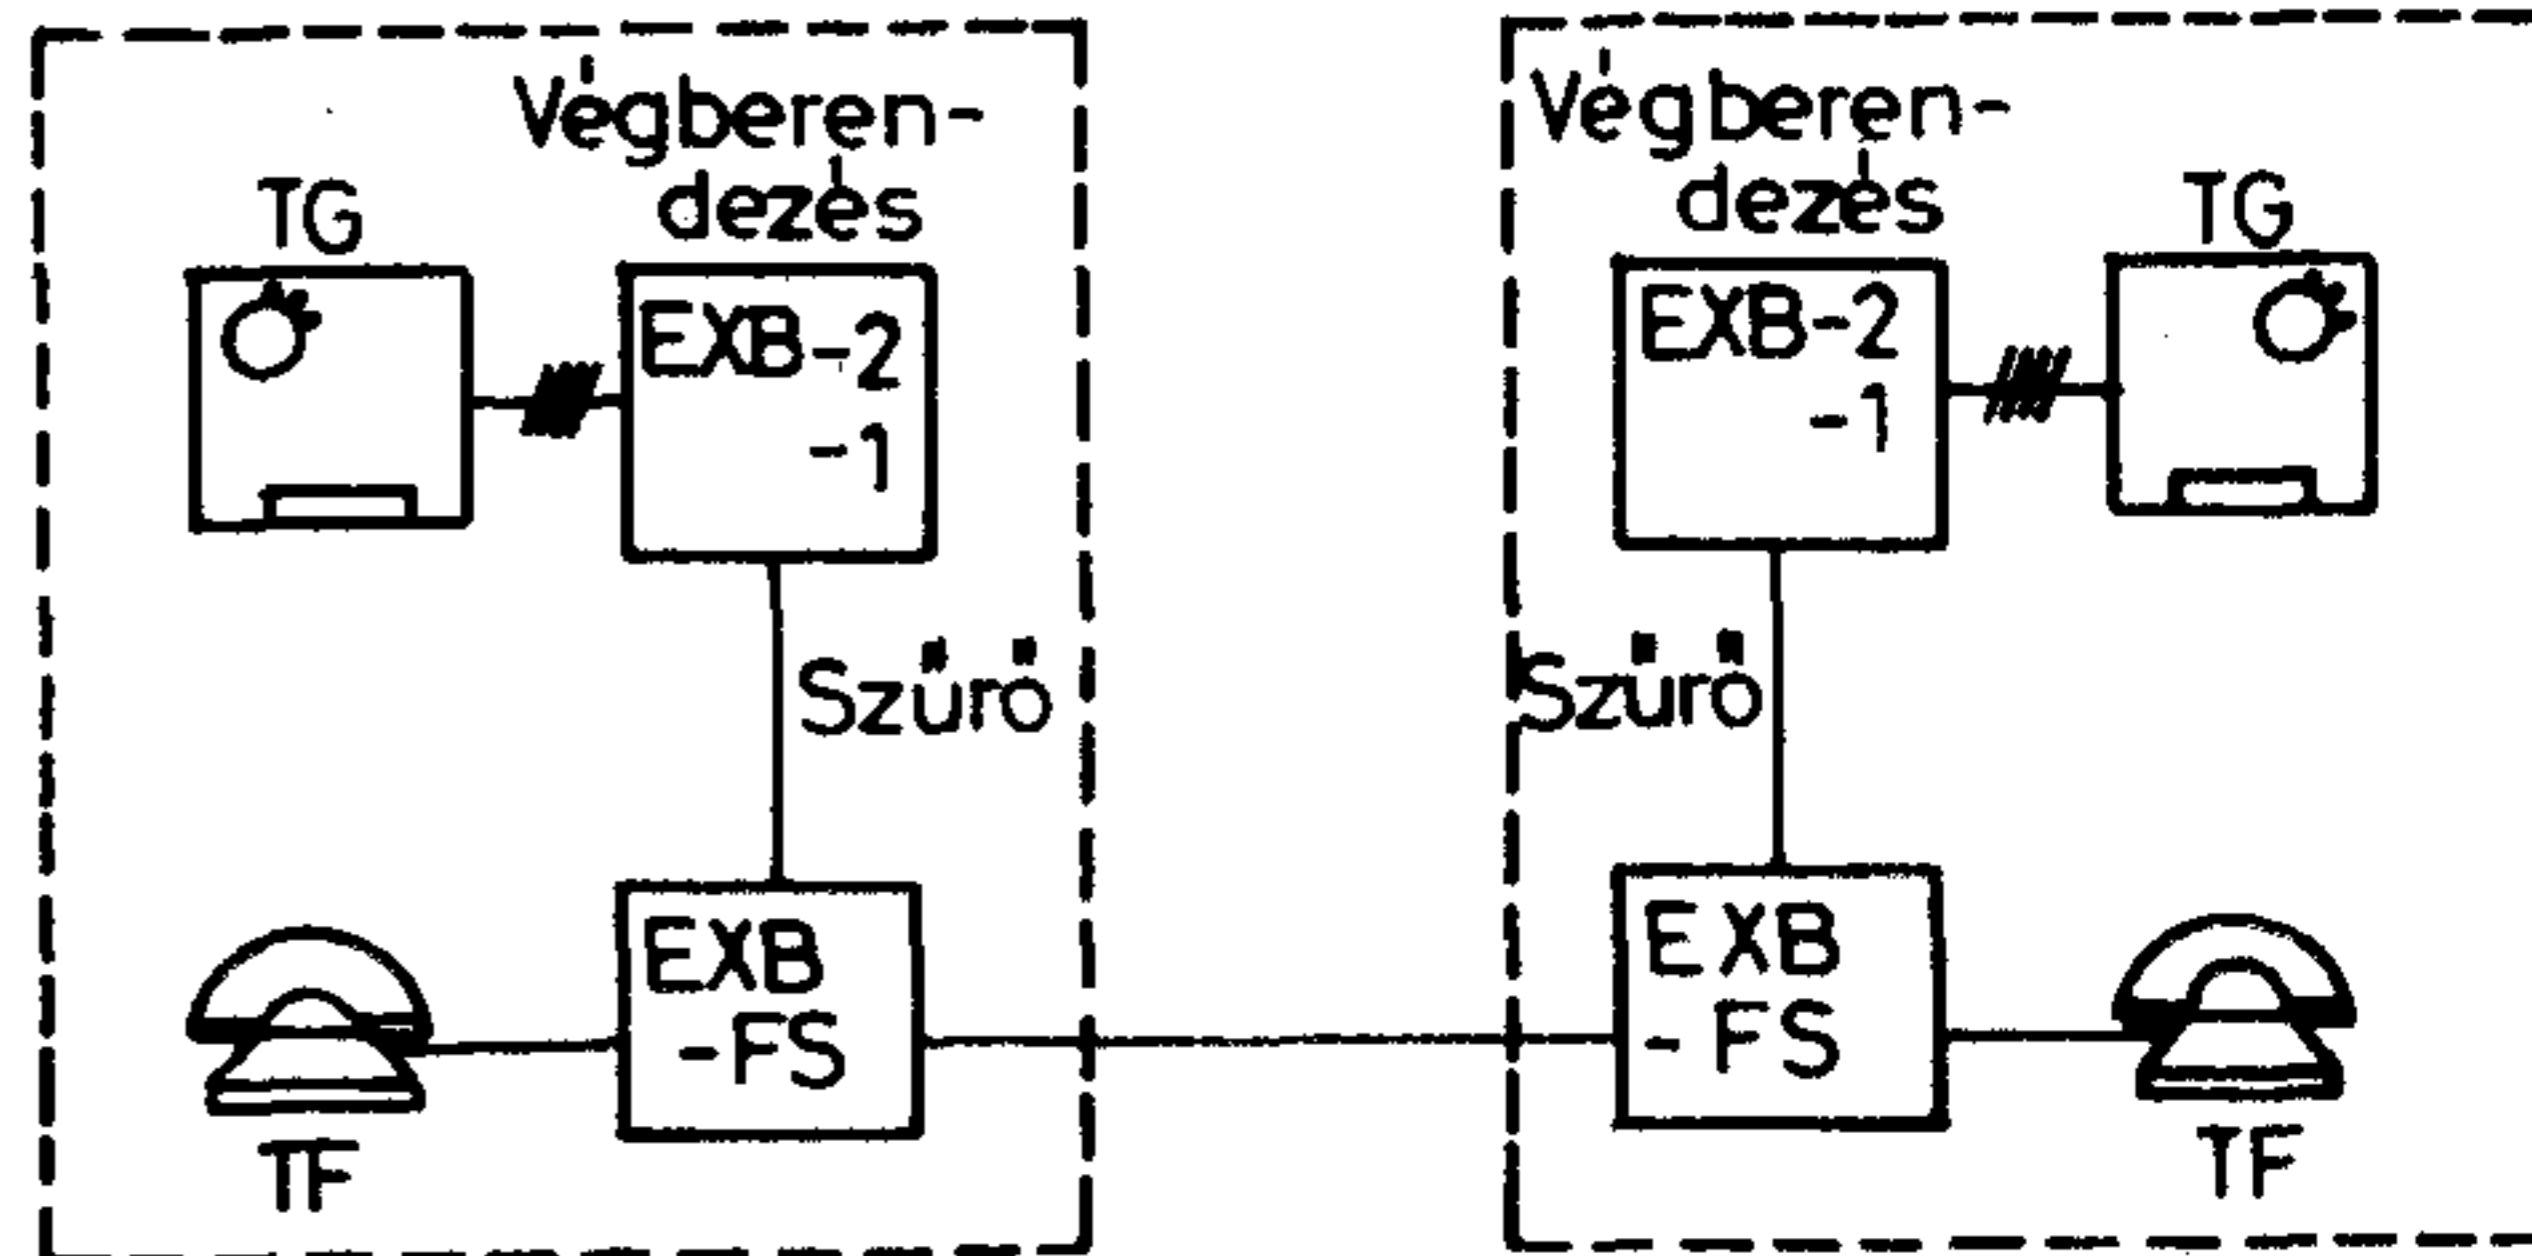 Végberen-
dezés
TG
EXB-2
-1
Szűrő
EXB
-FS
TF
Végberen-
dezés
TG
EXB-2
-1
Szűrő
EXB
-FS
TF